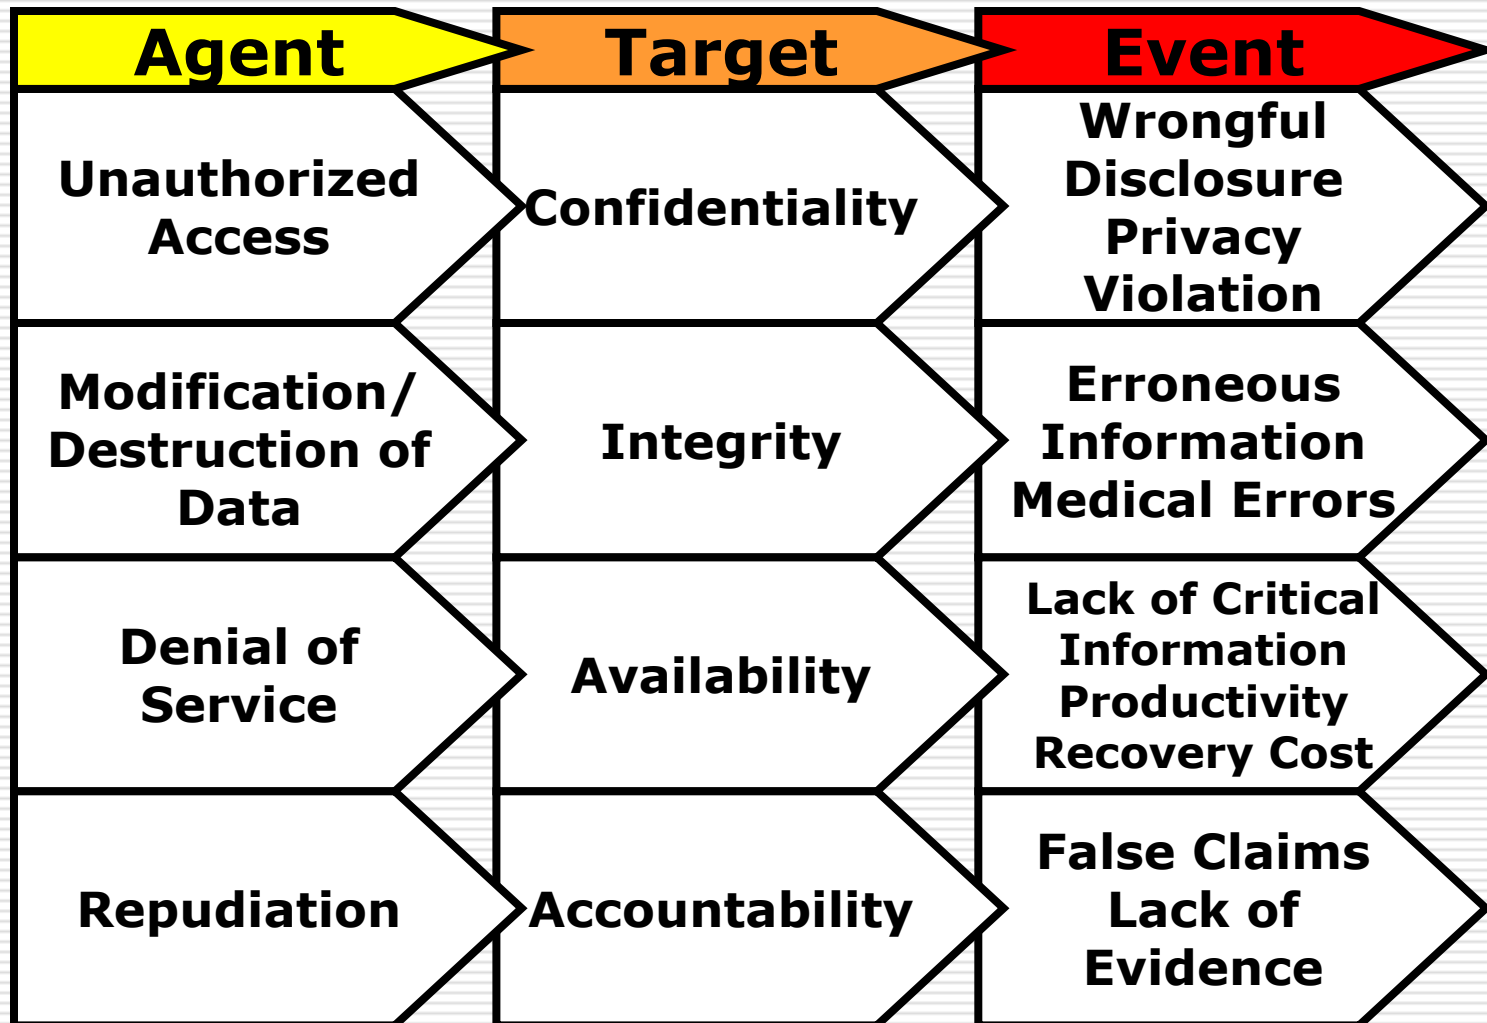 Agent
Target
Event
Unauthorized
Access
Confidentiality
Wrongful
Disclosure
Privacy
Violation
Modification/
Destruction of
Data
Integrity
Erroneous
Information
Medical Errors
Denial of
Service
Availability
Lack of Critical
Information
Productivity
Recovery Cost
Repudiation
Accountability
False Claims
Lack of
Evidence